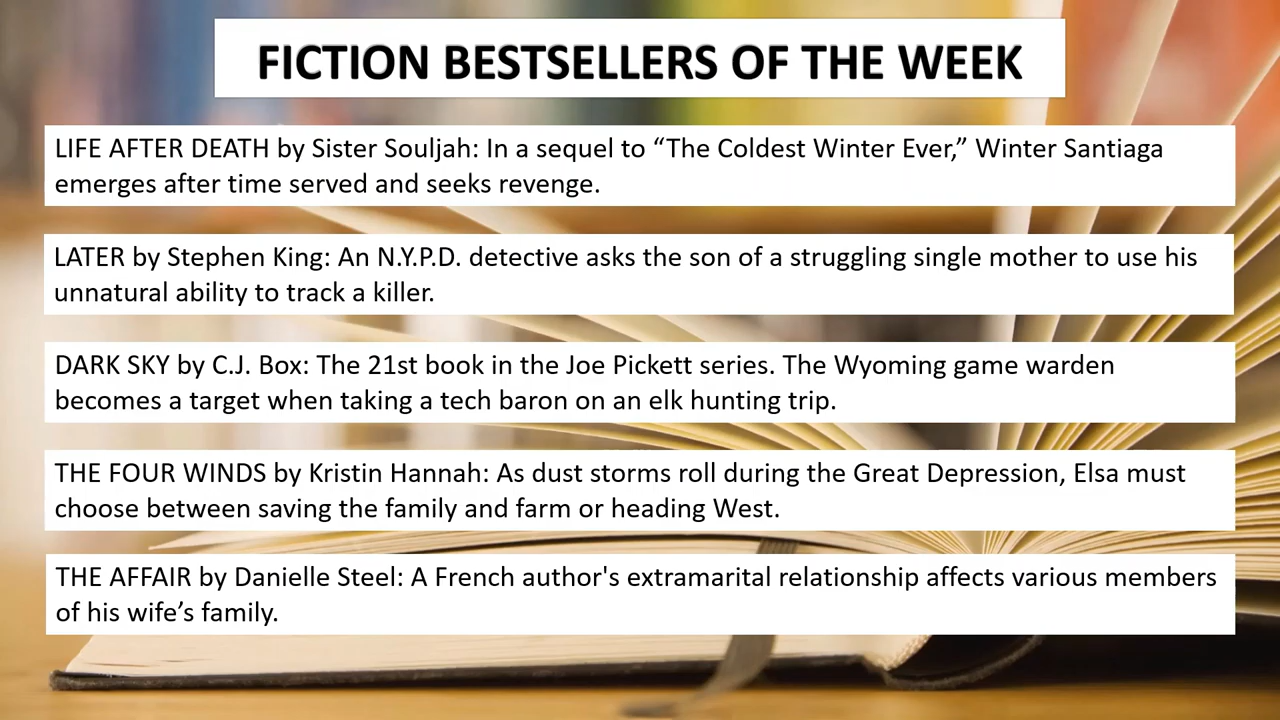 FICTION BESTSELLERS OF THE WEEK
LIFE AFTER DEATH by Sister Souljah: In a sequel to “The Coldest Winter Ever,” Winter Santiaga
emerges after time served and seeks revenge.
LATER by Stephen King: An N.Y.P.D. detective asks the son of a struggling single mother to use his
unnatural ability to track a killer.
DARK SKY by C.J. Box: The 21st book in the Joe Pickett series. The Wyoming game warden
becomes a target when taking a tech baron on an elk hunting trip.
THE FOUR WINDS by Kristin Hannah: As dust storms roll during the Great Depression, Elsa must
choose between saving the family and farm or heading West.
THE AFFAIR by Danielle Steel: A French author's extramarital relationship affects various members
of his wife’s family.